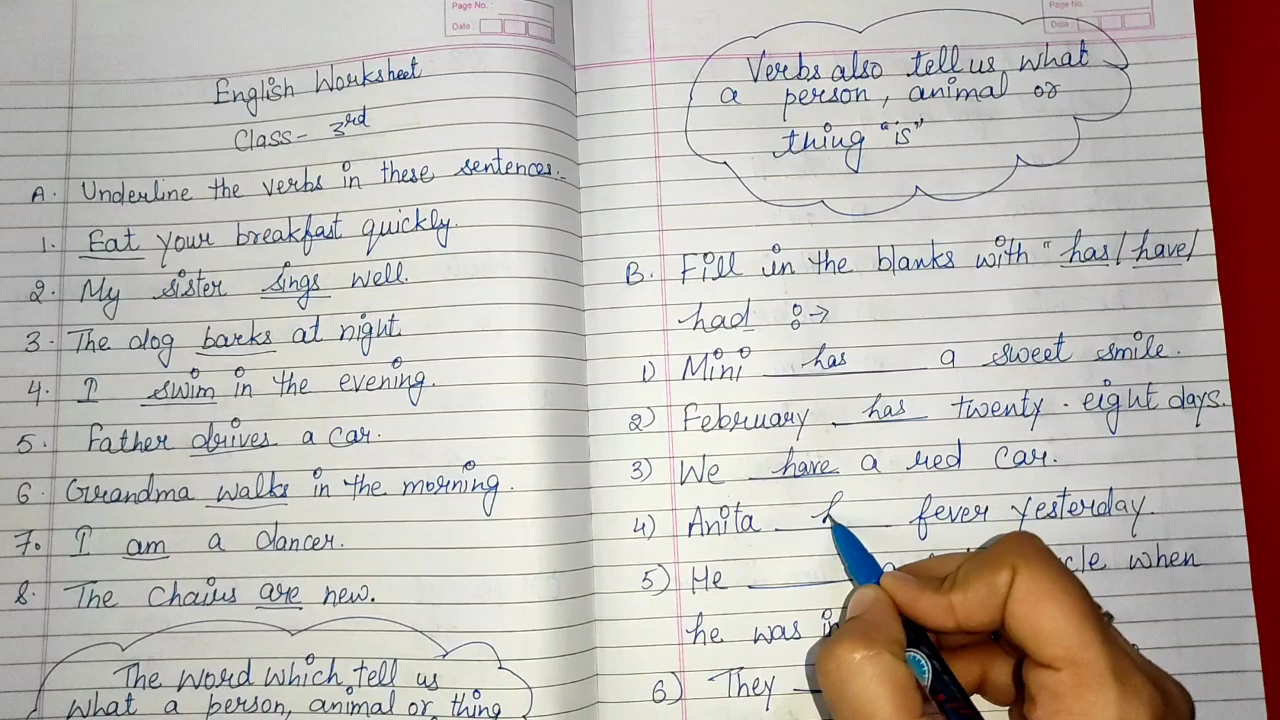 Page No.:
Date:
English Worksheet
Class- 3rd
A. Underline the verbs in these sentences:-
1. Eat your breakfast quickly.
2. My sister sings well.
3. The dog barks at night
4. I swim in the evening.
5. Father drives a car.
6. Grandma walks in the morning.
7. I am a dancer.
8. The chairs are new.
The word which tell us
what a person, animal or thing
Page No.:
Date:
Verbs also tell us what
a person, animal or
thing "is"
B. Fill in the blanks with "has/have/
had :→
1) Mini has a sweet smile.
2) February has twenty-eight days.
3) We have a red car.
4) Anita h fever yesterday.
5) He when
he was
6) They